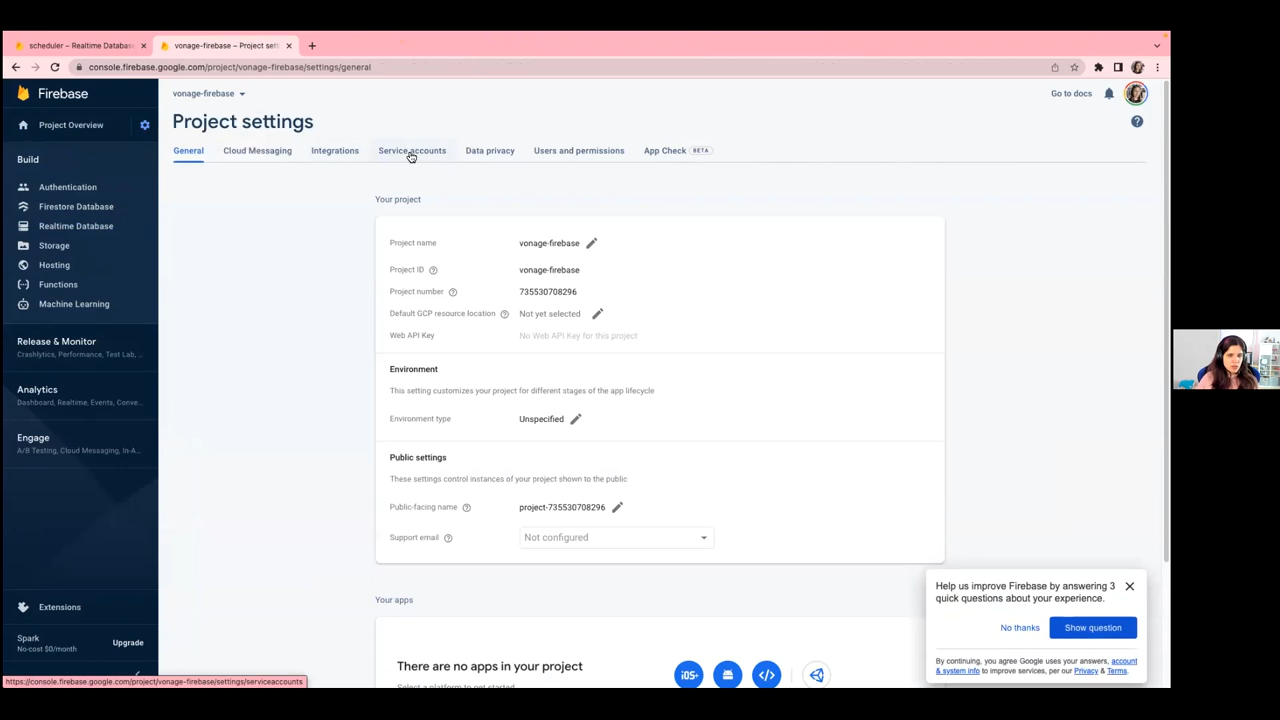 scheduler – Realtime Databas
vonage-firebase – Project sett
console.firebase.google.com/project/vonage-firebase/settings/general
Firebase
vonage-firebase
Go to docs
Project Overview
Project settings
General
Cloud Messaging
Integrations
Service accounts
Data privacy
Users and permissions
App Check BETA
Build
Authentication
Firestore Database
Realtime Database
Storage
Hosting
Functions
Machine Learning
Release & Monitor
Crashlytics, Performance, Test Lab, ...
Analytics
Dashboard, Realtime, Events, Conve...
Engage
A/B Testing, Cloud Messaging, In-A...
Extensions
Spark
No-cost $0/month
Upgrade
Your project
Project name vonage-firebase
Project ID vonage-firebase
Project number 735530708296
Default GCP resource location Not yet selected
Web API Key No Web API Key for this project
Environment
This setting customizes your project for different stages of the app lifecycle
Environment type Unspecified
Public settings
These settings control instances of your project shown to the public
Public-facing name project-735530708296
Support email Not configured
Your apps
There are no apps in your project
Select a platform to get started
iOS+
Help us improve Firebase by answering 3
quick questions about your experience.
No thanks
Show question
By continuing, you agree Google uses your answers, account
& system info to improve services, per our Privacy & Terms.
https://console.firebase.google.com/project/vonage-firebase/settings/serviceaccounts